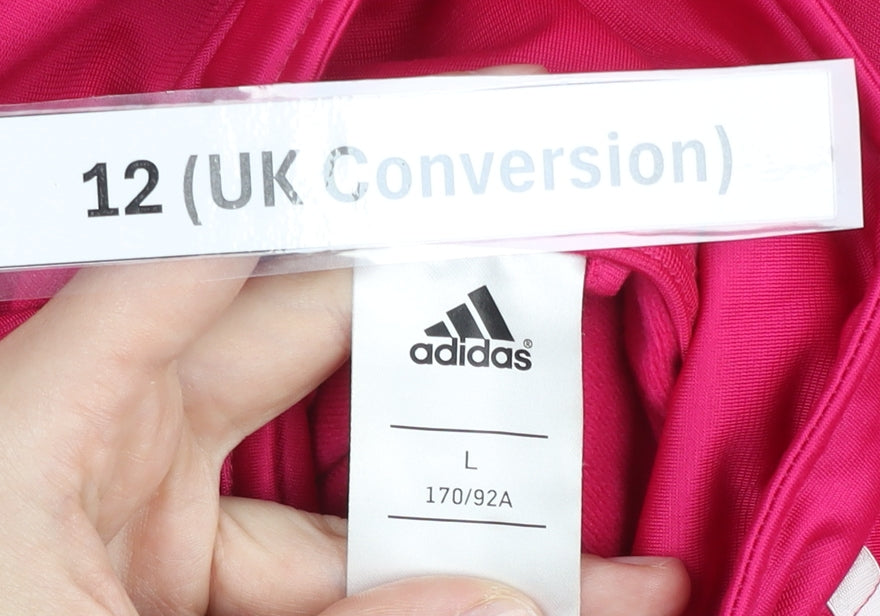 12 (UK Conversion)
adidas®
L
170/92A